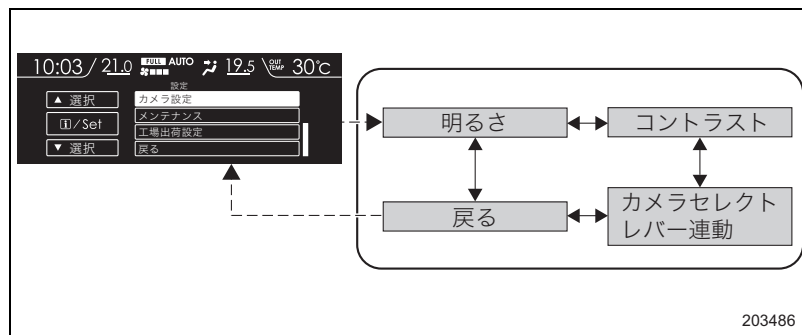 10:03 / 21.0 FULL AUTO 19.5 OUT TEMP 30℃
設定
▲ 選択
カメラ設定
i/Set
メンテナンス
工場出荷設定
▼ 選択
戻る
明るさ
コントラスト
戻る
カメラセレクト
レバー連動
203486